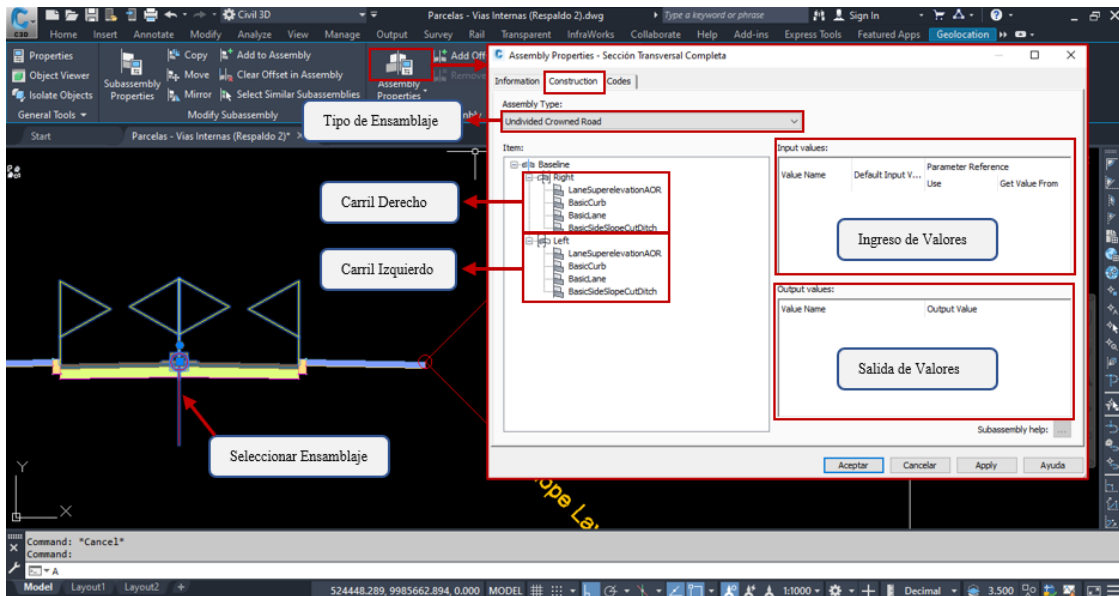 Civil 3D
Parcelas - Vias Internas (Respaldo 2).dwg
Type a keyword or phrase
Sign In
C3D
Home Insert Annotate Modify Analyze View Manage Output Survey Rail Transparent InfraWorks Collaborate Help Add-ins Express Tools Featured Apps Geolocation
Properties
Object Viewer
Isolate Objects
General Tools
Subassembly
Properties
Copy
Move
Mirror
Add to Assembly
Clear Offset in Assembly
Select Similar Subassemblies
Modify Subassembly
Assembly
Properties
Add Off
Remove
Start
Parcelas - Vias Internas (Respaldo 2)*
Assembly Properties - Sección Transversal Completa
Information
Construction
Codes
Assembly Type:
Undivided Crowned Road
Item:
Baseline
Right
LaneSuperelevationAOR
BasicCurb
BasicLane
BasicSideSlopeCutDitch
Left
LaneSuperelevationAOR
BasicCurb
BasicLane
BasicSideSlopeCutDitch
Input values:
Value Name
Default Input V...
Parameter Reference
Use
Get Value From
Ingreso de Valores
Output values:
Value Name
Output Value
Salida de Valores
Subassembly help:
...
Aceptar
Cancelar
Apply
Ayuda
Tipo de Ensamblaje
Carril Derecho
Carril Izquierdo
Seleccionar Ensamblaje
Y
X
Command: *Cancel*
Command:
A
Model Layout1 Layout2 +
524448.289, 9985662.894, 0.000 MODEL
1:1000
Decimal
3.500